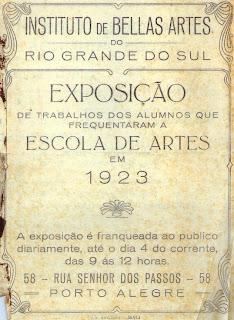 INSTITUTO DE BELLAS ARTES
DO
RIO GRANDE DO SUL
EXPOSIÇÃO
DE TRABALHOS DOS ALUMNOS QUE
FREQUENTARAM A
ESCOLA DE ARTES
EM
1923
A exposição é franqueada ao publico
diariamente, até o dia 4 do corrente,
das 9 ás 12 horas.
58 – RUA SENHOR DOS PASSOS – 58
PORTO ALEGRE